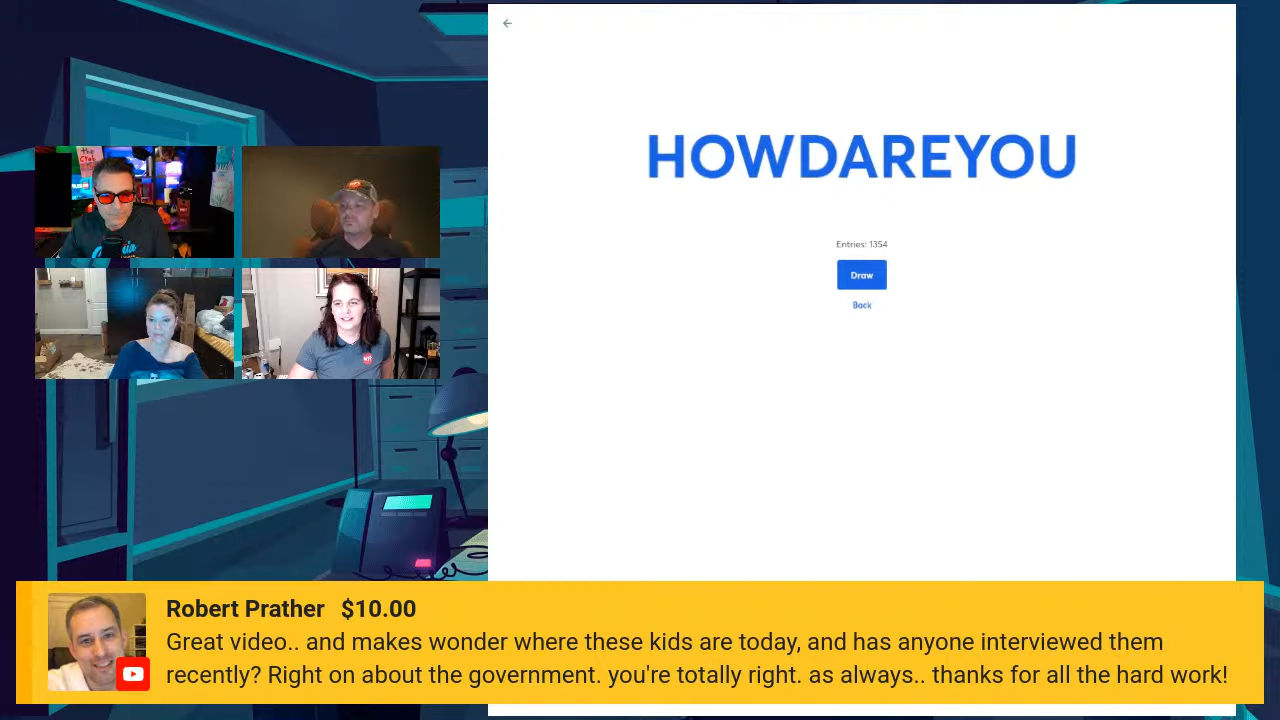 HOWDAREYOU
Entries: 1354
Draw
Back
Robert Prather $10.00
Great video.. and makes wonder where these kids are today, and has anyone interviewed them
recently? Right on about the government. you're totally right. as always.. thanks for all the hard work!